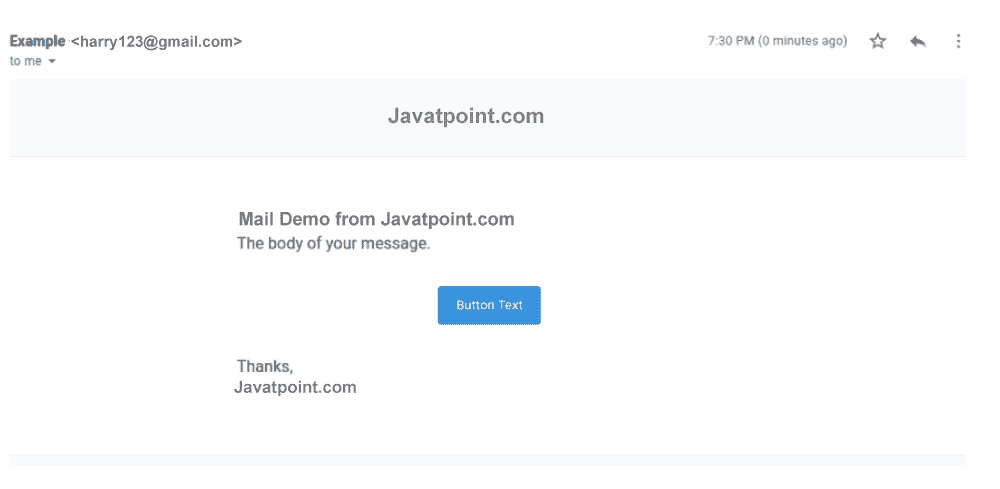 Example <harry123@gmail.com> 7:30 PM (0 minutes ago)
to me
Javatpoint.com
Mail Demo from Javatpoint.com
The body of your message.
Button Text
Thanks,
Javatpoint.com